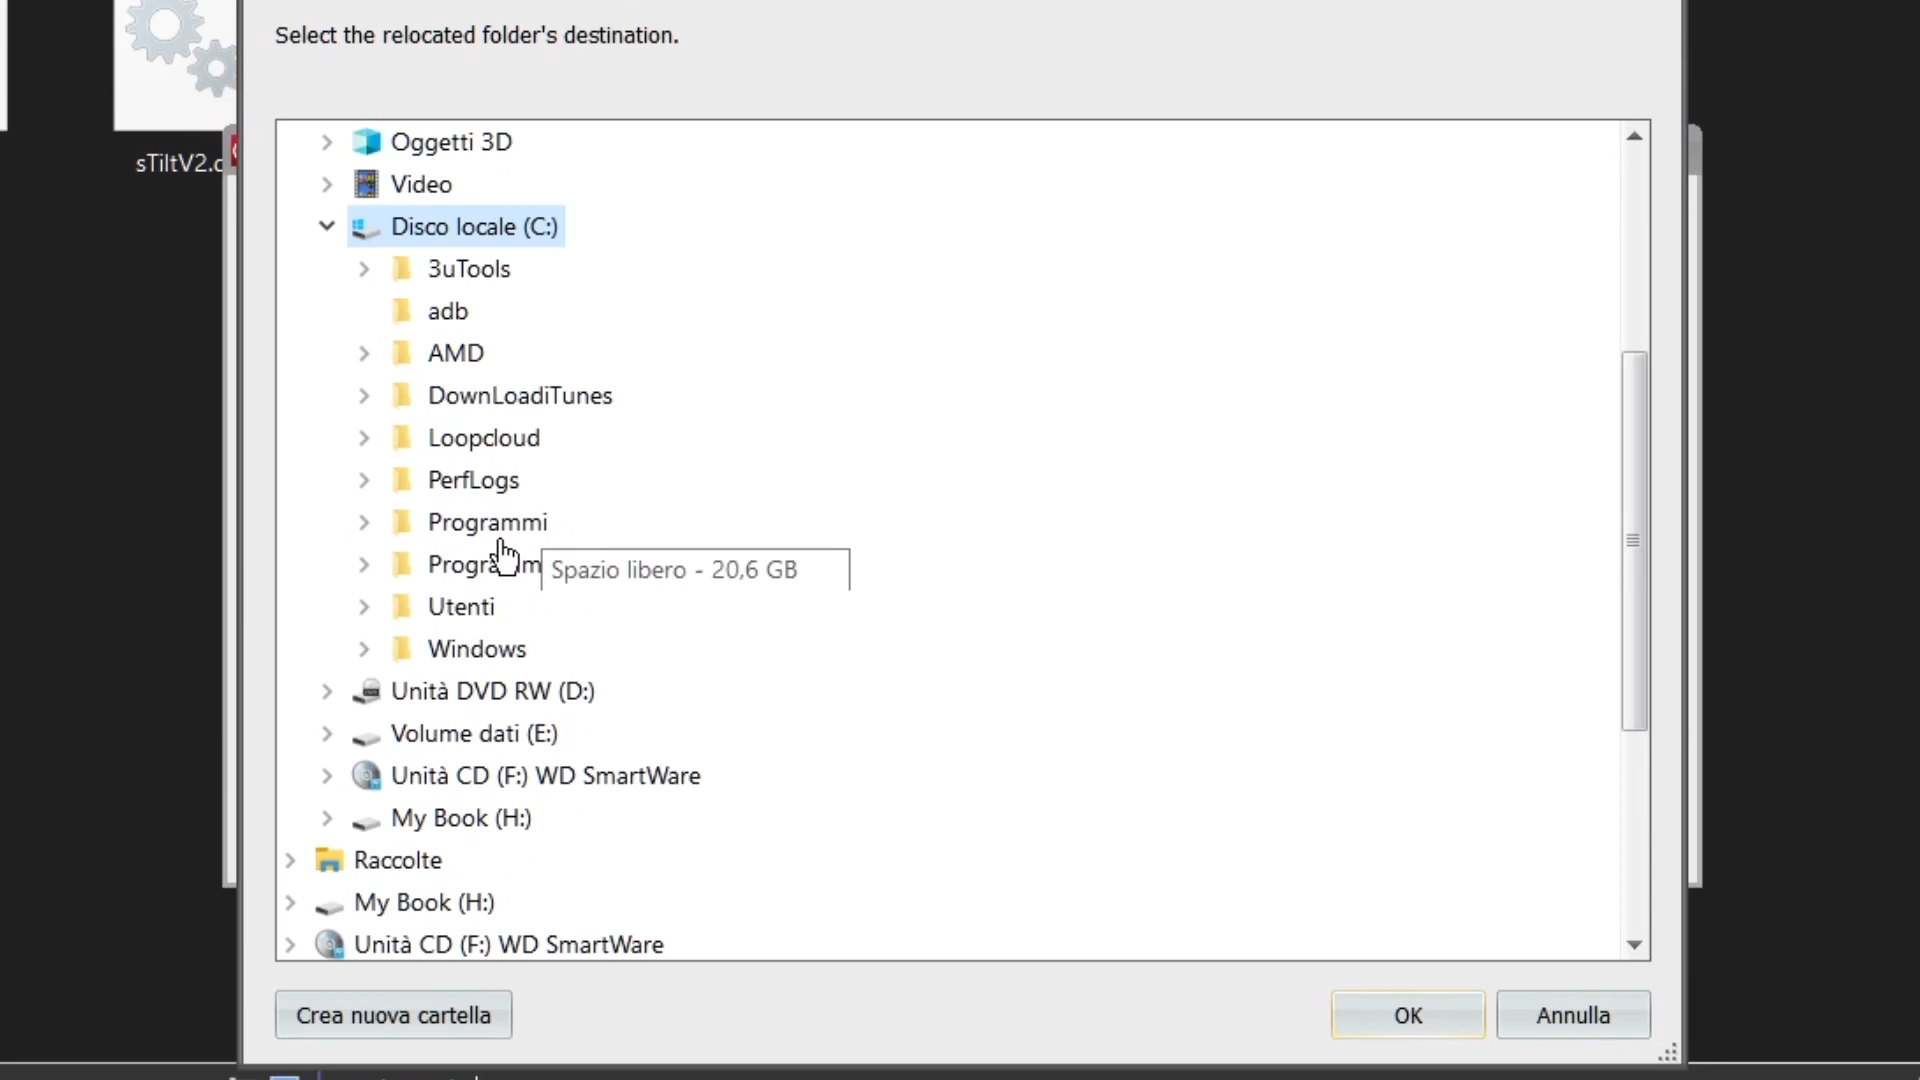 Select the relocated folder's destination.
Oggetti 3D
sTiltV2.
Video
Disco locale (C:)
3uTools
adb
AMD
DownLoadiTunes
Loopcloud
PerfLogs
Programmi
Spazio libero - 20,6 GB
Utenti
Windows
Unità DVD RW (D:)
Volume dati (E:)
Unità CD (F:) WD SmartWare
My Book (H:)
Raccolte
My Book (H:)
Unità CD (F:) WD SmartWare
Crea nuova cartella
OK
Annulla